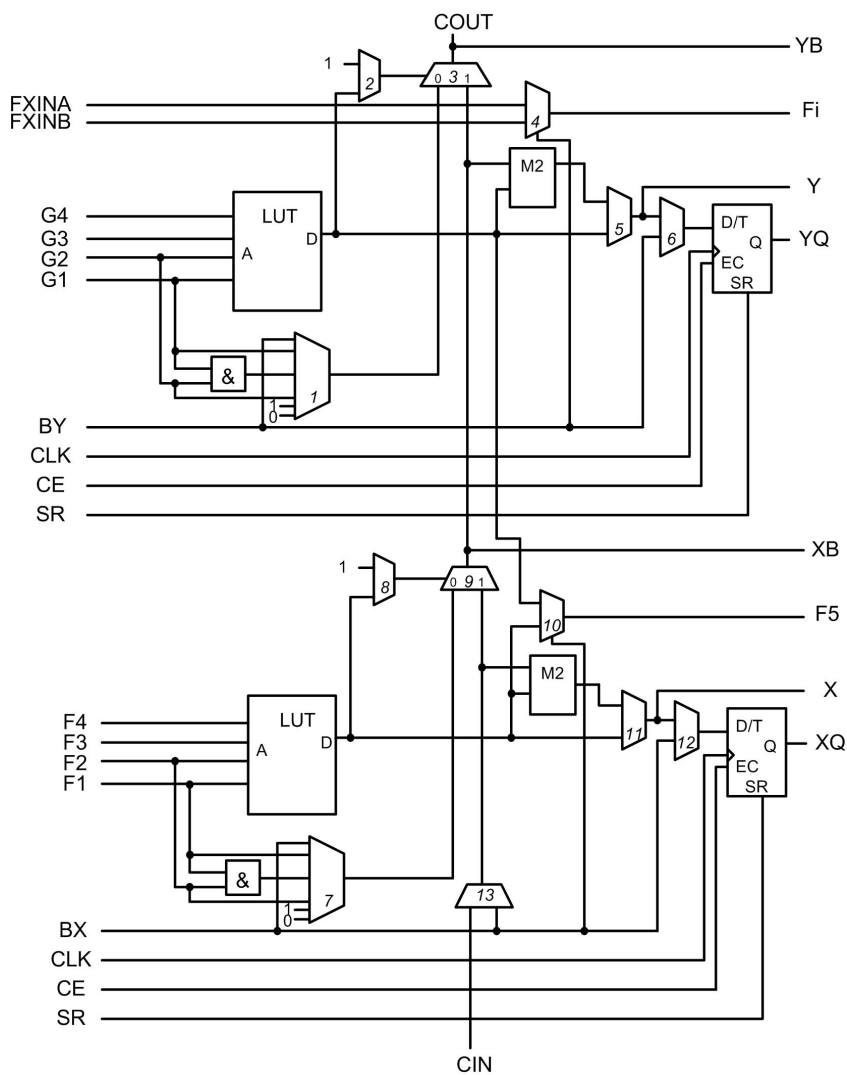 COUT
YB
1
2
0 3 1
FXINA
FXINB
4
Fi
M2
Y
G4
G3
G2
G1
LUT
A
D
5
6
D/T
Q
EC
SR
YQ
&
1
1
0
BY
CLK
CE
SR
XB
1
8
0 9 1
10
F5
M2
X
F4
F3
F2
F1
LUT
A
D
11
12
D/T
Q
EC
SR
XQ
&
7
1
0
13
BX
CLK
CE
SR
CIN